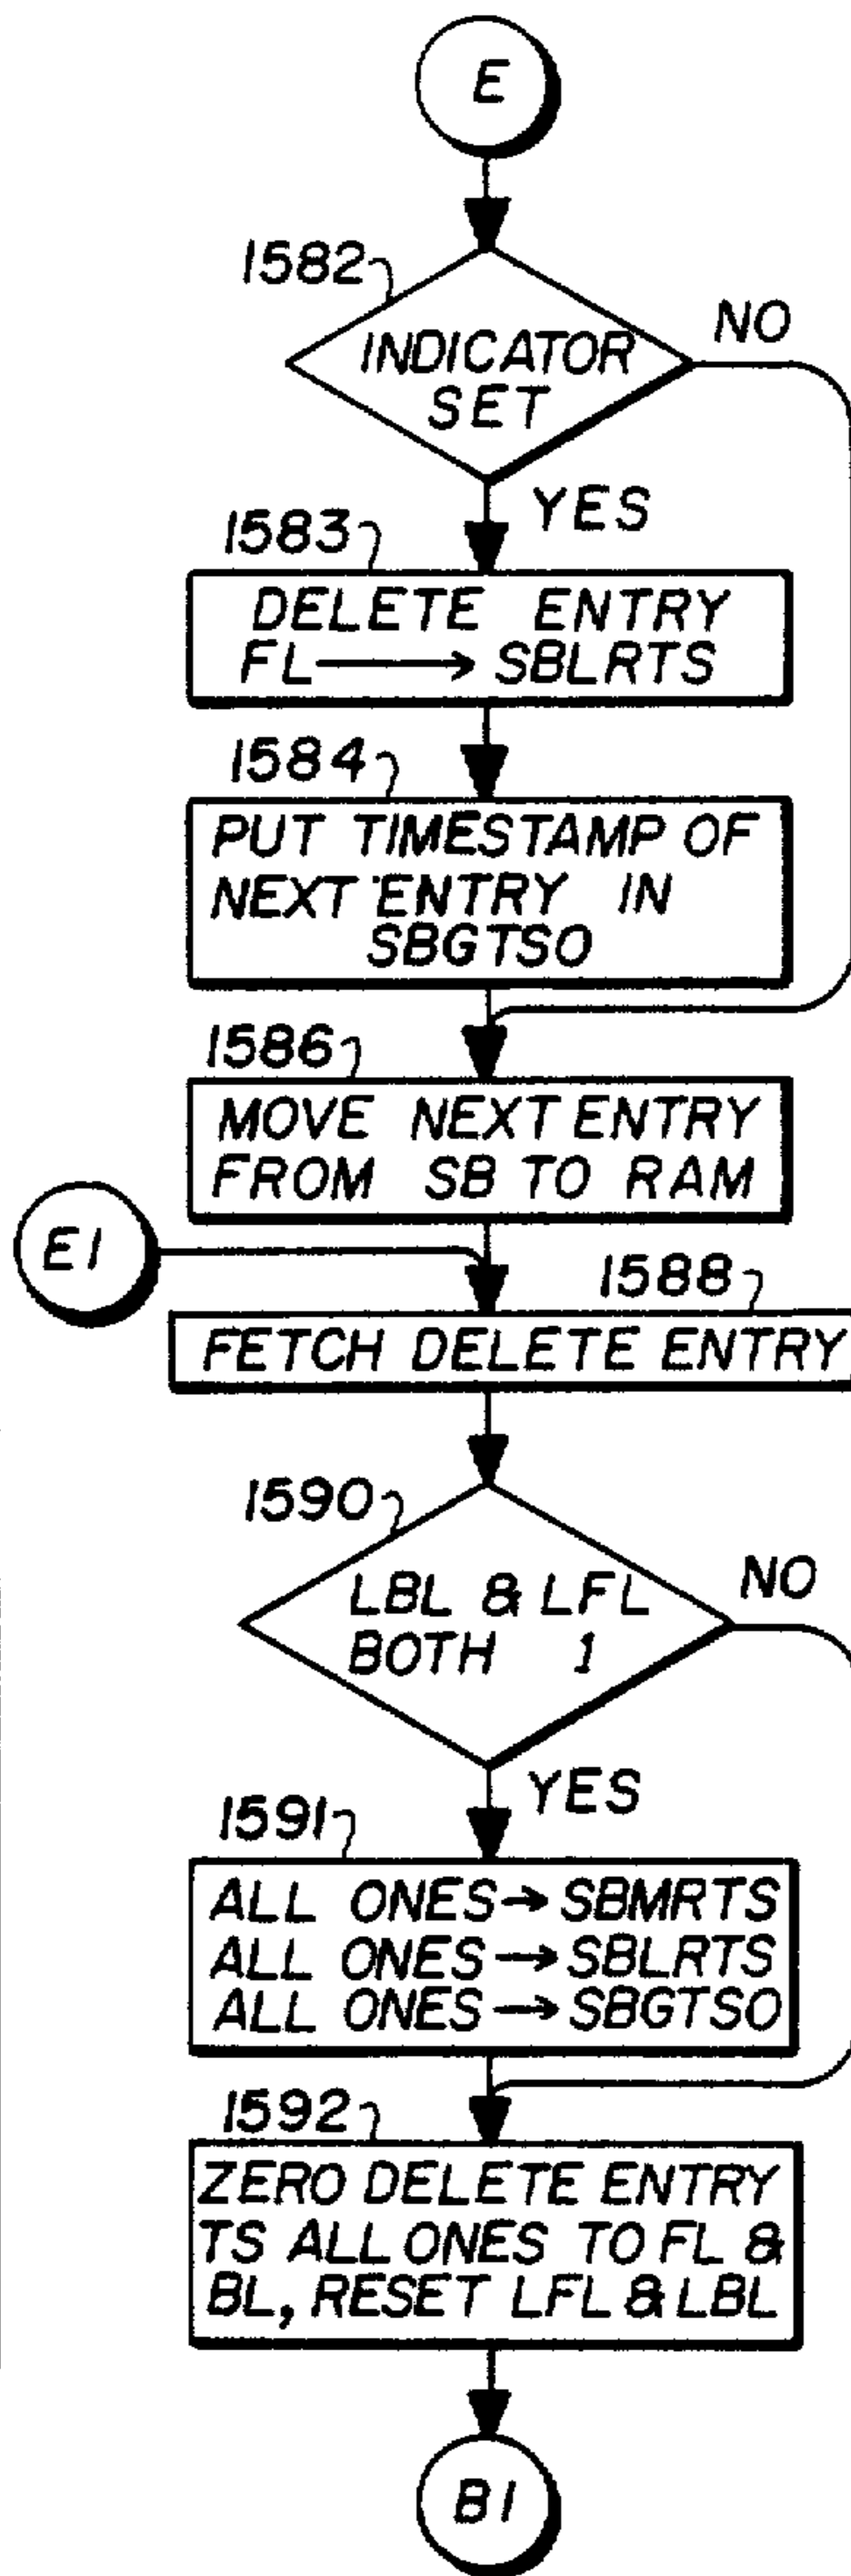 E
1582
INDICATOR
SET
NO
YES
1583
DELETE ENTRY
FL → SBLRTS
1584
PUT TIMESTAMP OF
NEXT ENTRY IN
SBGTSO
1586
MOVE NEXT ENTRY
FROM SB TO RAM
E1
1588
FETCH DELETE ENTRY
1590
LBL & LFL
BOTH 1
NO
YES
1591
ALL ONES → SBMRTS
ALL ONES → SBLRTS
ALL ONES → SBGTSO
1592
ZERO DELETE ENTRY
TS ALL ONES TO FL &
BL, RESET LFL & LBL
B1